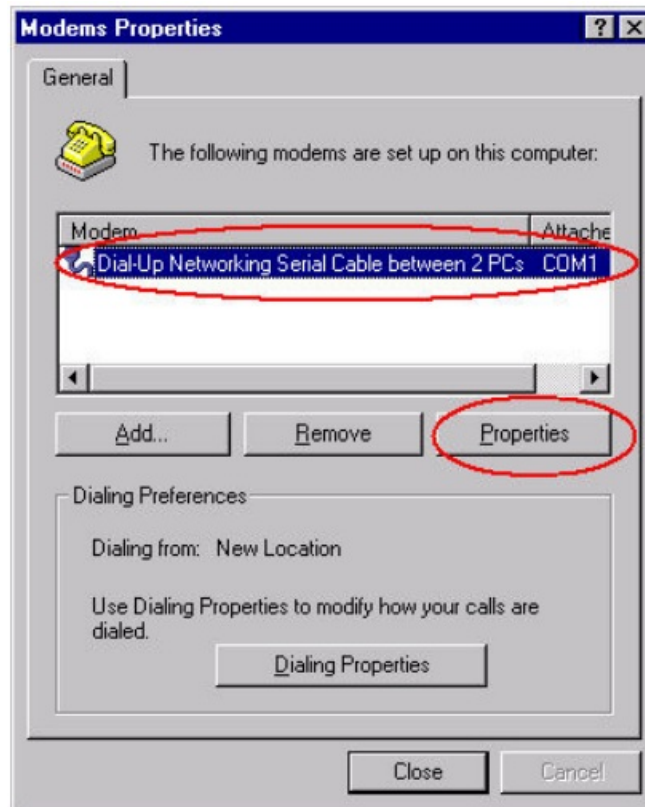 Modems Properties
General
The following modems are set up on this computer:
Modem Attache
Dial-Up Networking Serial Cable between 2 PCs COM1
Add... Remove Properties
Dialing Preferences
Dialing from: New Location
Use Dialing Properties to modify how your calls are
dialed.
Dialing Properties
Close Cancel